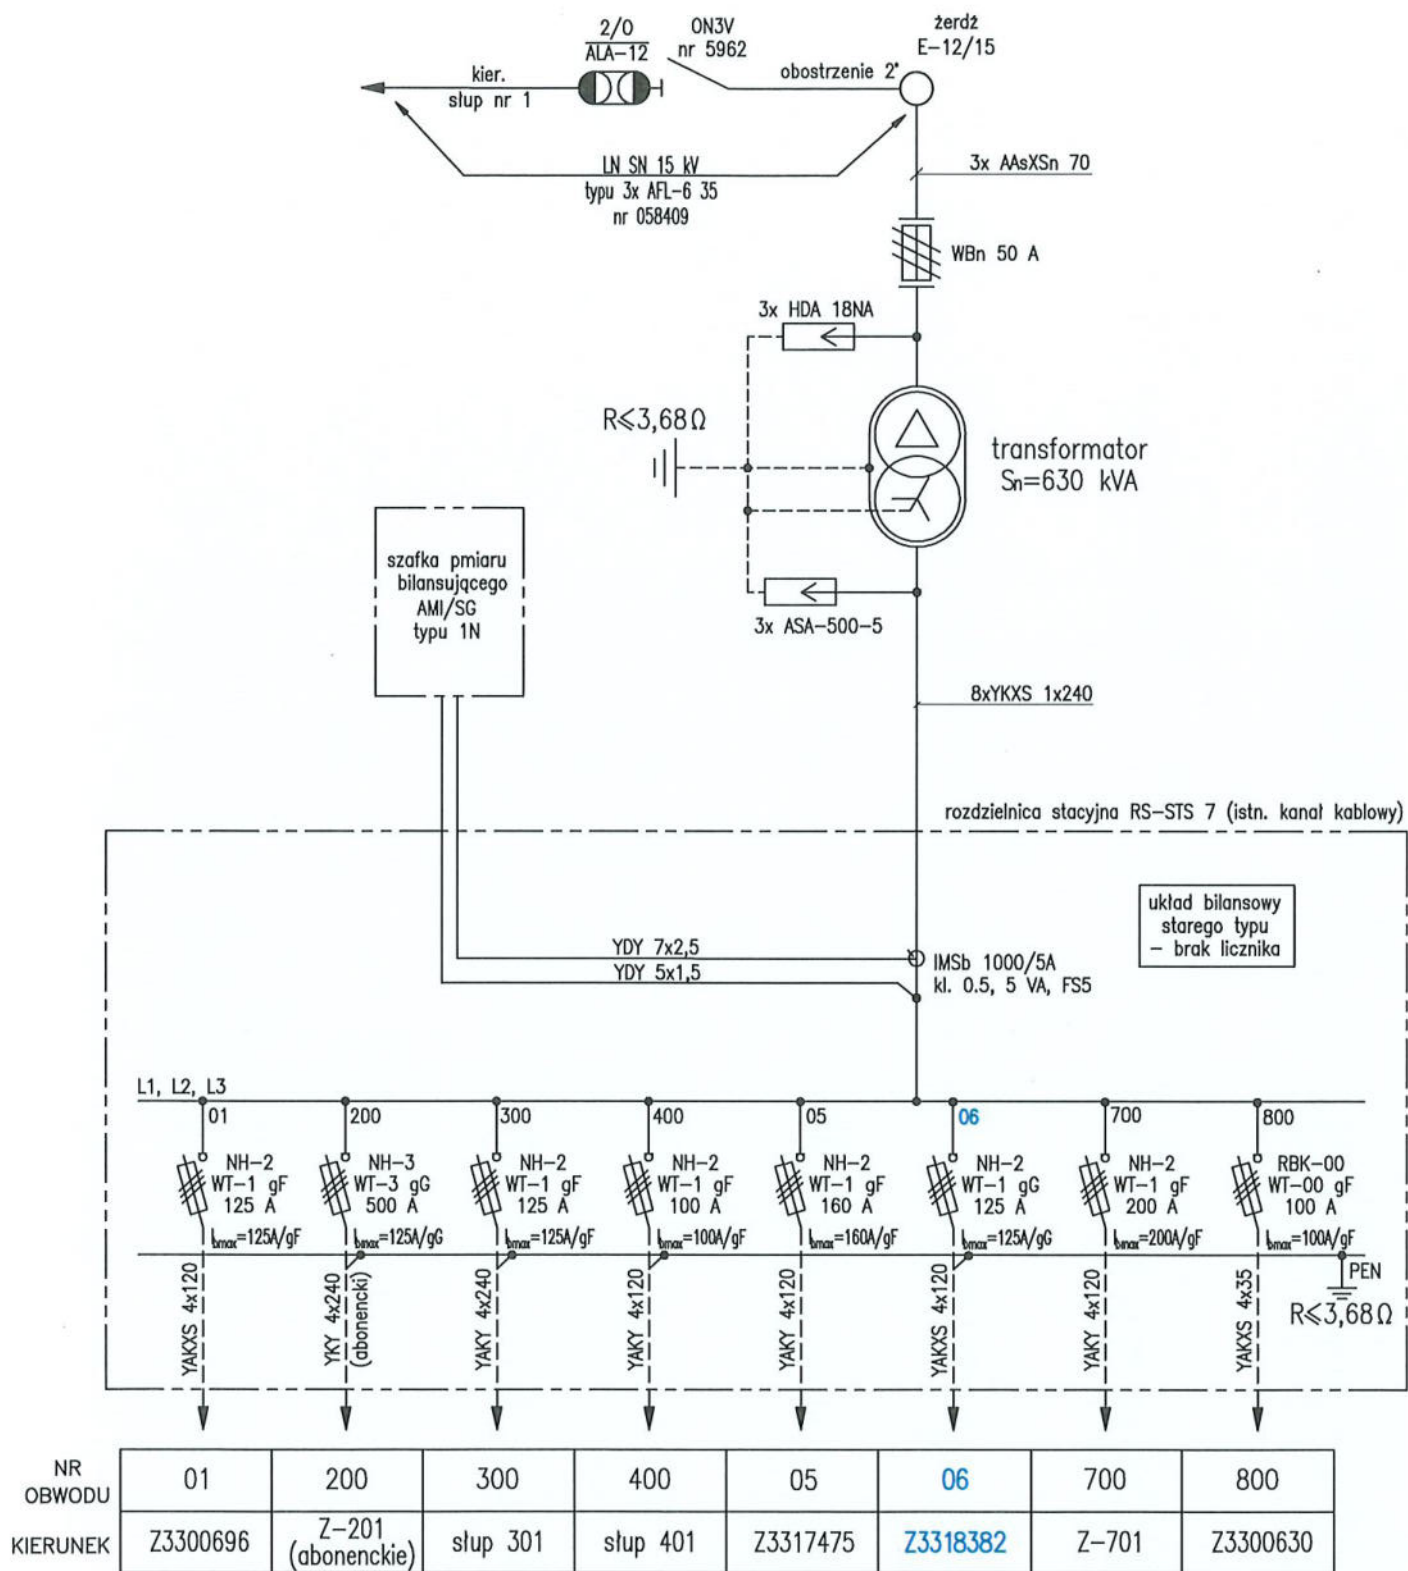 2/0
ALA-12
ON3V
nr 5962
żerdź
E-12/15
kier.
słup nr 1
obostrzenie 2°
LN SN 15 kV
typu 3x AFL-6 35
nr 058409
3x AAsXSn 70
WBn 50 A
3x HDA 18NA
R≤3,68Ω
transformator
Sn=630 kVA
szafka pmiaru
bilansującego
AMI/SG
typu 1N
3x ASA-500-5
8xYKXS 1x240
rozdzielnica stacyjna RS-STS 7 (istn. kanał kablowy)
układ bilansowy
starego typu
- brak licznika
YDY 7x2,5
YDY 5x1,5
IMSb 1000/5A
kl. 0.5, 5 VA, FS5
L1, L2, L3
01 200 300 400 05 06 700 800
NH-2 NH-3 NH-2 NH-2 NH-2 NH-2 NH-2 RBK-00
WT-1 gF WT-3 gG WT-1 gF WT-1 gF WT-1 gF WT-1 gG WT-1 gF WT-00 gF
125 A 500 A 125 A 100 A 160 A 125 A 200 A 100 A
Ibmax=125A/gF Ibmax=125A/gG Ibmax=125A/gF Ibmax=100A/gF Ibmax=160A/gF Ibmax=125A/gG Ibmax=200A/gF Ibmax=100A/gF
PEN
R≤3,68Ω
YAKXS 4x120
YKY 4x240
(abonencki)
YAKY 4x240
YAKY 4x120
YAKY 4x120
YAKXS 4x120
YAKY 4x120
YAKXS 4x35
NR
OBWODU
01 200 300 400 05 06 700 800
KIERUNEK Z3300696 Z-201 słup 301 słup 401 Z3317475 Z3318382 Z-701 Z3300630
(abonenckie)